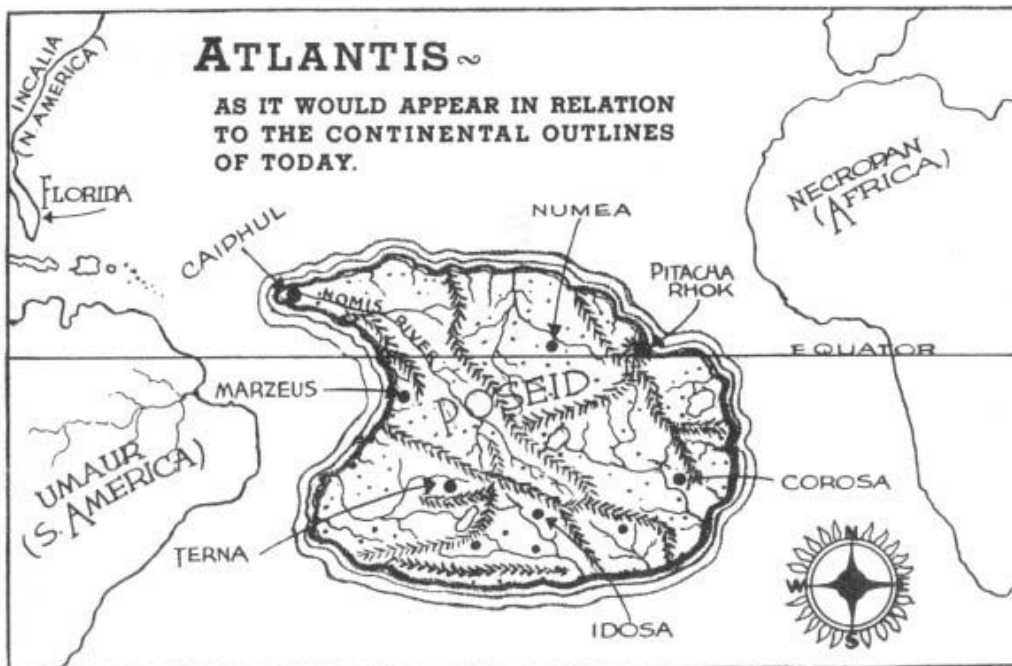 ATLANTIS ~
AS IT WOULD APPEAR IN RELATION
TO THE CONTINENTAL OUTLINES
OF TODAY.
INCALIA
(N. AMERICA)
FLORIDA
NECROPAN
(AFRICA)
NUMEA
CAIPHUL
PITACHA
RHOK
NOMIS RIVER
EQUATOR
MARZEUS
POSEID
UMAUR
(S. AMERICA)
COROSA
TERNA
IDOSA
N
W
E
S